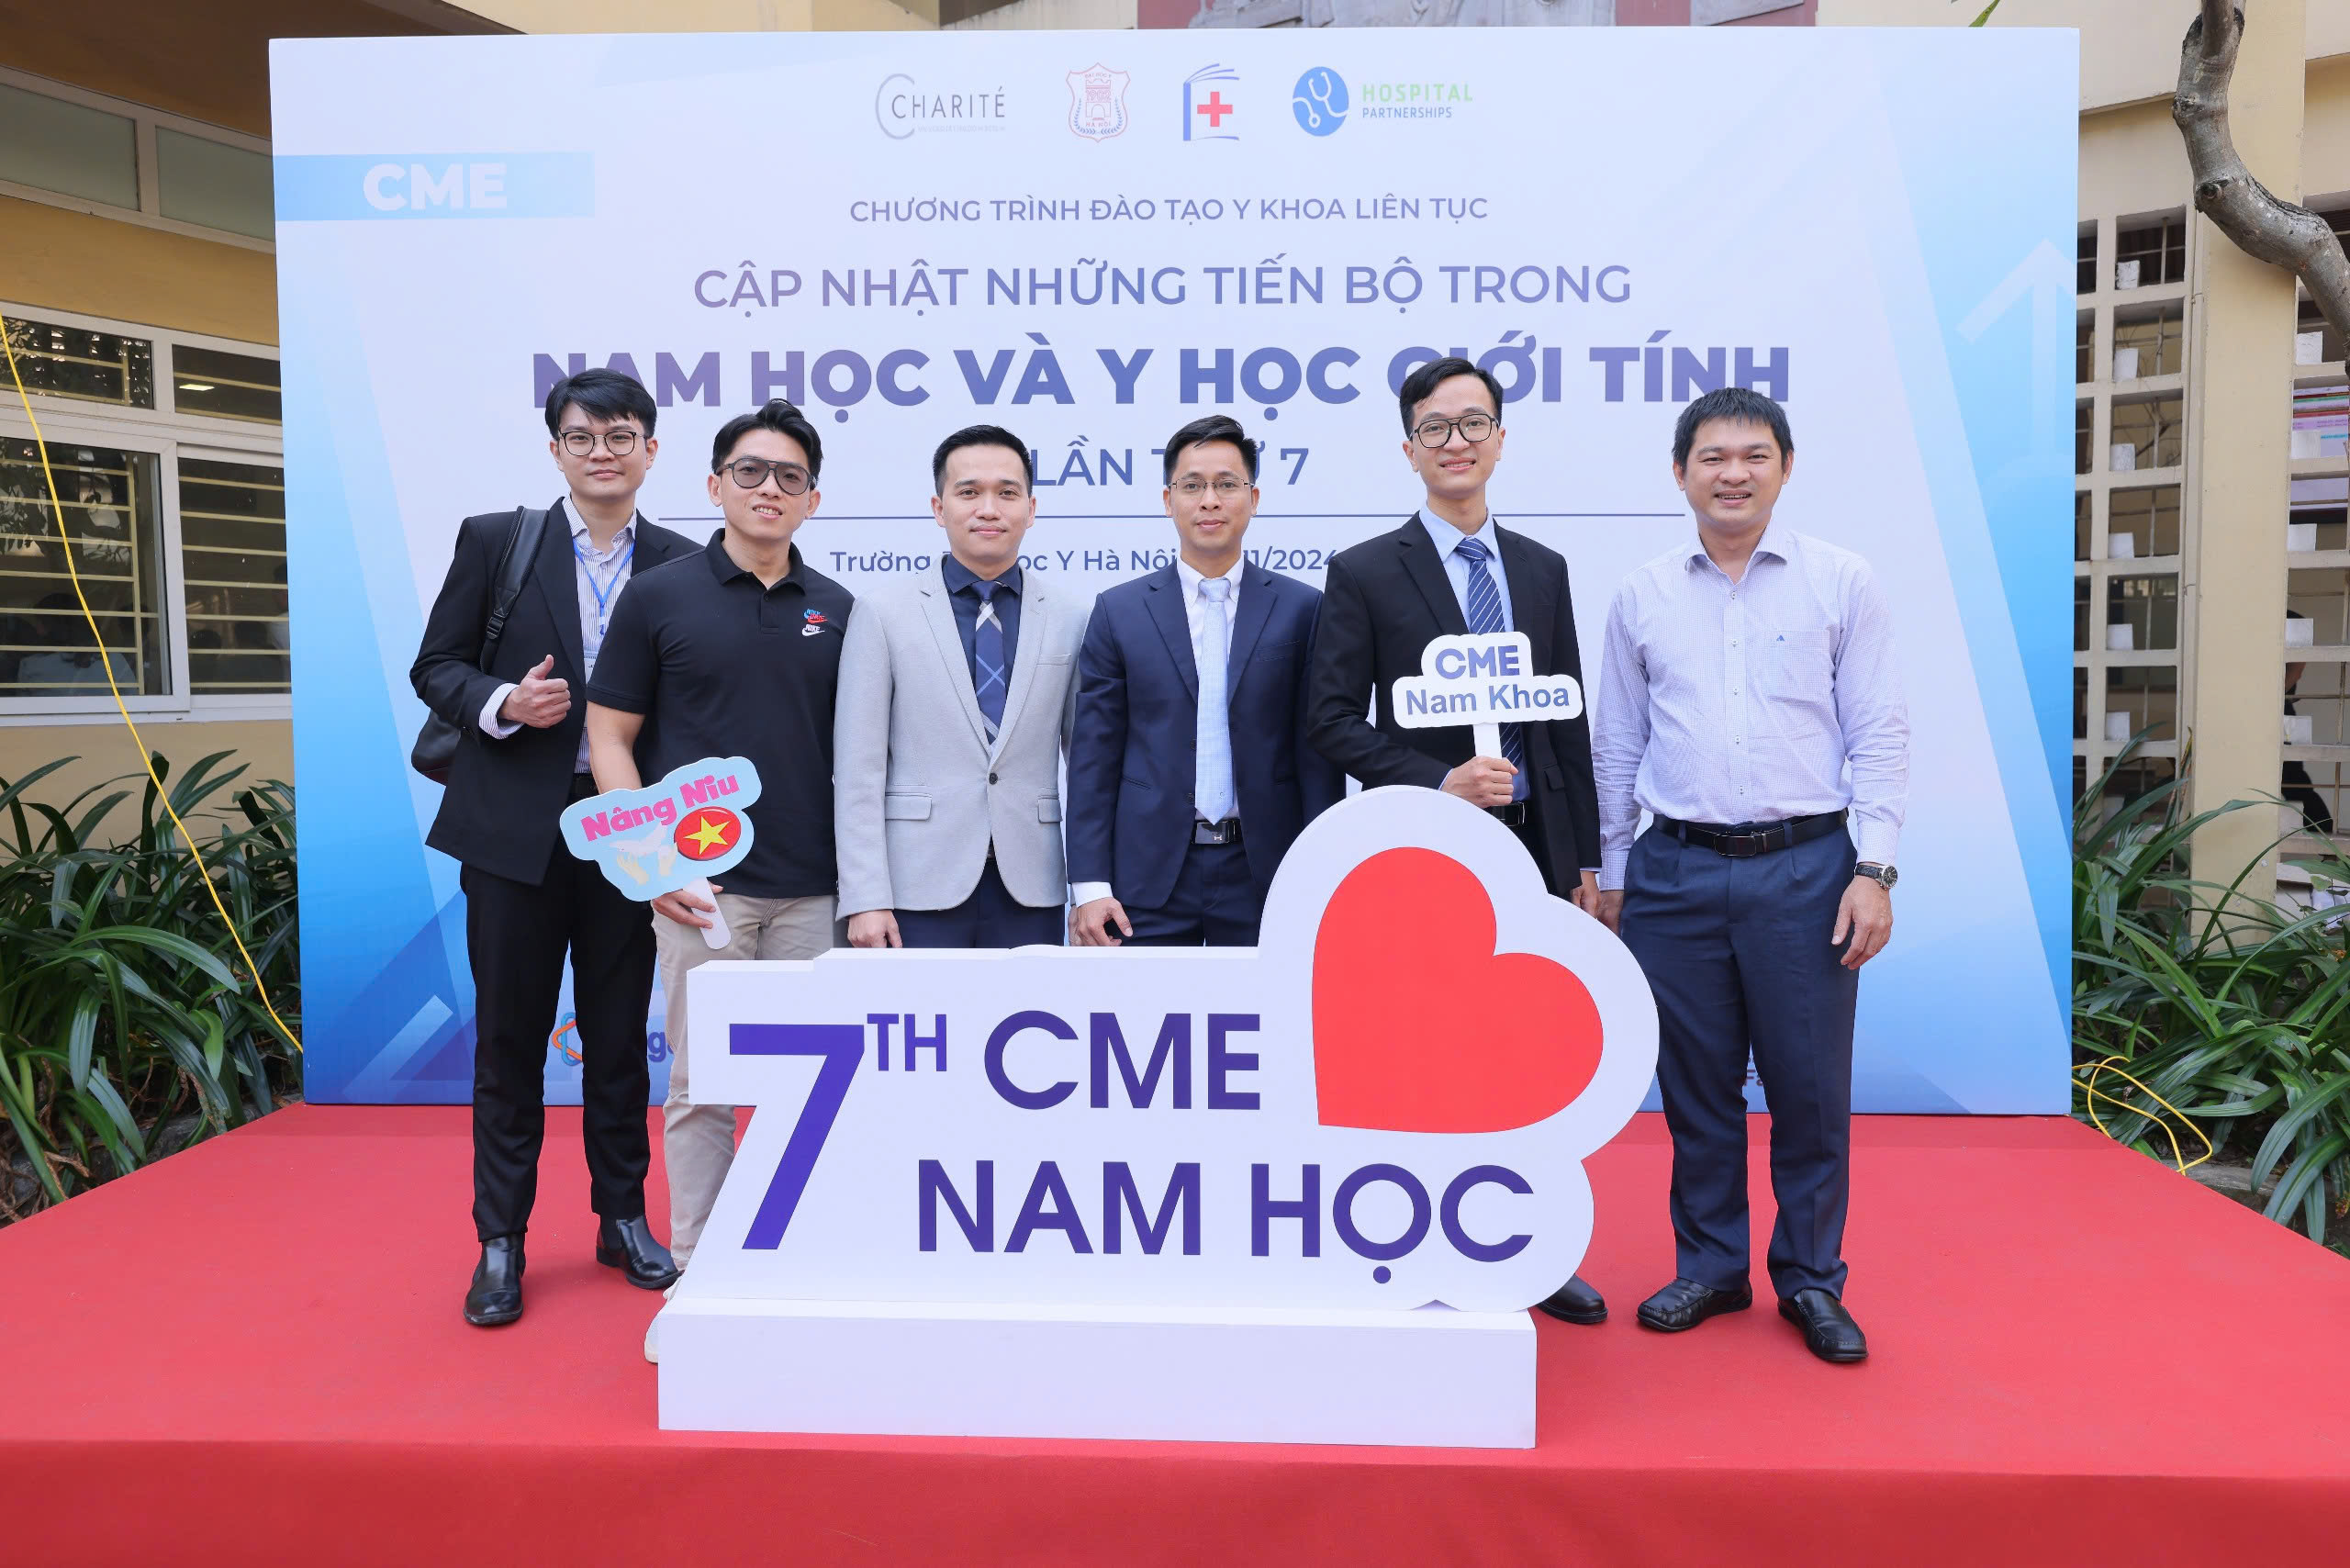 CHARITÉ
HÀ NỘI
HOSPITAL
PARTNERSHIPS
CME
CHƯƠNG TRÌNH ĐÀO TẠO Y KHOA LIÊN TỤC
CẬP NHẬT NHỮNG TIẾN BỘ TRONG
NAM HỌC VÀ Y HỌC GIỚI TÍNH
LẦN 7
Trường Y Hà Nội 11/2024
CME
Nam Khoa
Nâng Niu
7TH CME
NAM HỌC